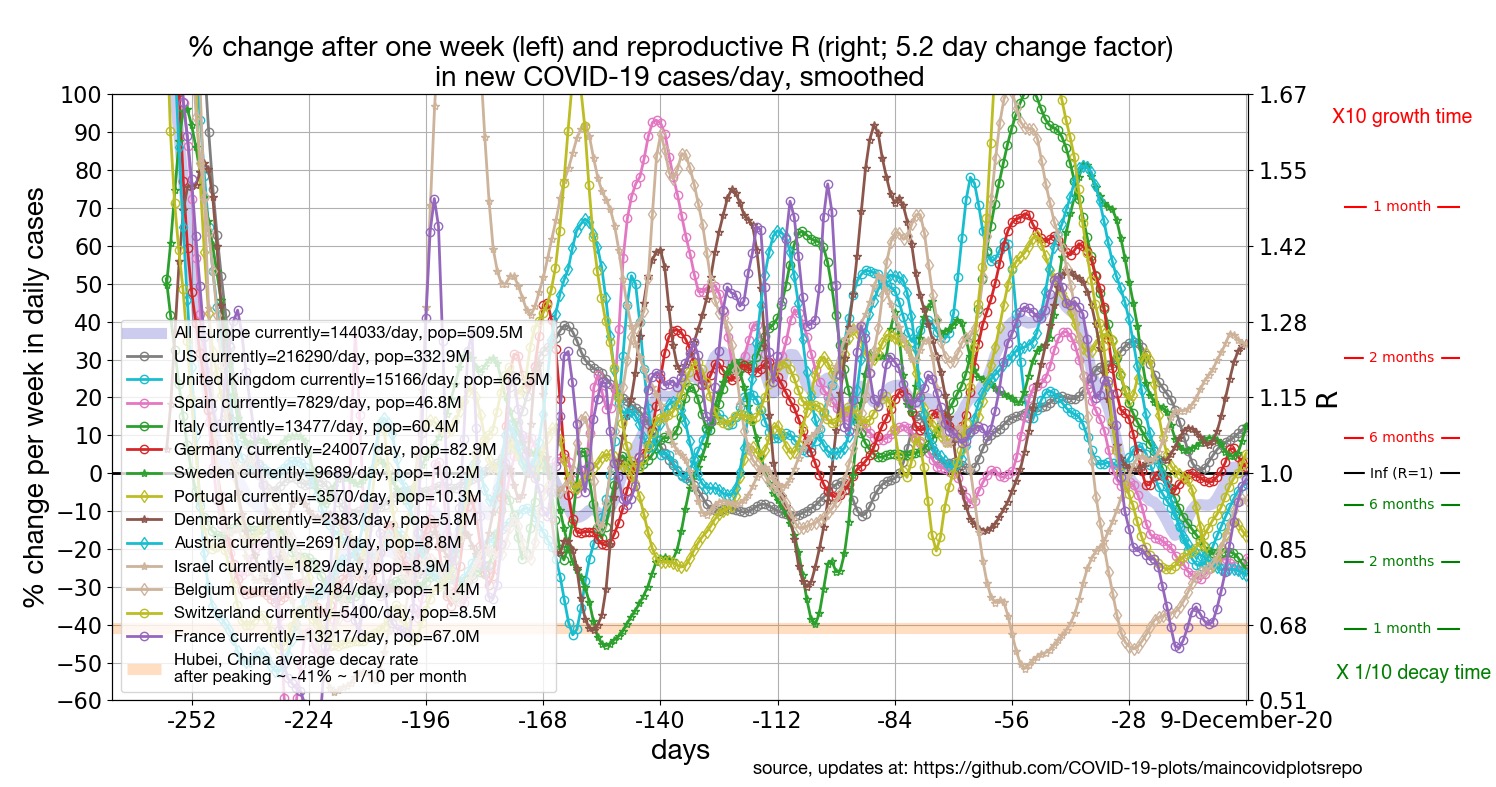 % change after one week (left) and reproductive R (right; 5.2 day change factor)
in new COVID-19 cases/day, smoothed
% change per week in daily cases
100
90
80
70
60
50
40
30
20
10
0
−10
−20
−30
−40
−50
−60
All Europe currently=144033/day, pop=509.5M
US currently=216290/day, pop=332.9M
United Kingdom currently=15166/day, pop=66.5M
Spain currently=7829/day, pop=46.8M
Italy currently=13477/day, pop=60.4M
Germany currently=24007/day, pop=82.9M
Sweden currently=9689/day, pop=10.2M
Portugal currently=3570/day, pop=10.3M
Denmark currently=2383/day, pop=5.8M
Austria currently=2691/day, pop=8.8M
Israel currently=1829/day, pop=8.9M
Belgium currently=2484/day, pop=11.4M
Switzerland currently=5400/day, pop=8.5M
France currently=13217/day, pop=67.0M
Hubei, China average decay rate
after peaking ~ -41% ~ 1/10 per month
-252 -224 -196 -168 -140 -112 -84 -56 -28 9-December-20
days
1.67
1.55
1.42
1.28
1.15
1.0
0.85
0.68
0.51
R
X10 growth time
1 month
2 months
6 months
Inf (R=1)
6 months
2 months
1 month
X 1/10 decay time
source, updates at: https://github.com/COVID-19-plots/maincovidplotsrepo